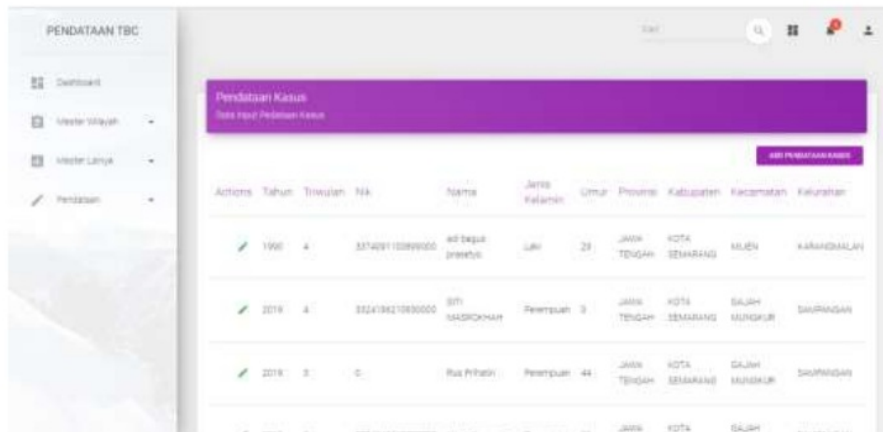 PENDATAAN TBC
Cari
Dashboard
Master Wilayah
Master Lainya
Pendataan
Pendataan Kasus
Data Input Pedataan Kasus
ADD PENDATAAN KASUS
Actions Tahun Triwulan Nik Nama Jenis Kelamin Umur Provinsi Kabupaten Kecamatan Kelurahan
1990 4 adi bagus prasetyo Laki 29 JAWA TENGAH KOTA SEMARANG MIJEN
2019 4 SITI MASROKHAH Perempuan 0 JAWA TENGAH KOTA SEMARANG GAJAH MUNGKUR SAMPANGAN
2019 3 0 Rus Prihatin Perempuan 44 JAWA TENGAH KOTA SEMARANG GAJAH MUNGKUR SAMPANGAN
JAWA KOTA GAJAH